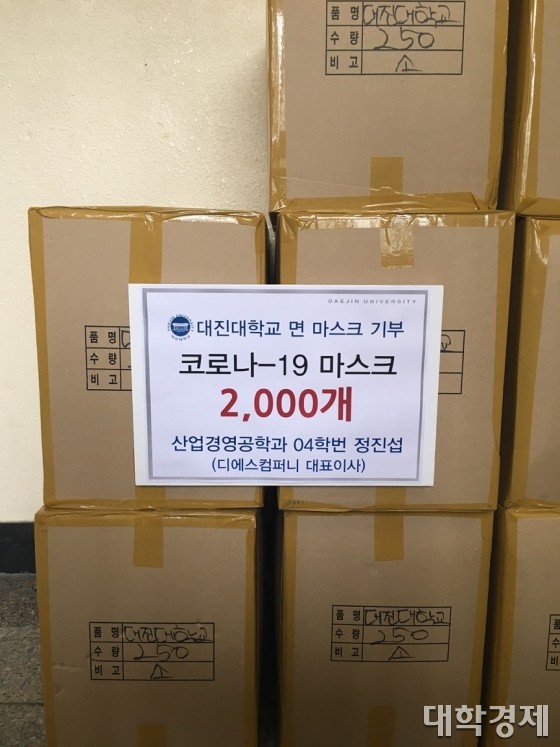 품명 대진대학교
수량 250
비고 소
DAEJIN UNIVERSITY
대진대학교 면 마스크 기부
코로나-19 마스크
2,000개
산업경영공학과 04학번 정진섭
(디에스컴퍼니 대표이사)
품명
수량
비고
품명 대진대학교
수량 250
비고 소
품명 대진대학교
수량 250
비고 소
품
수
비
대학경제